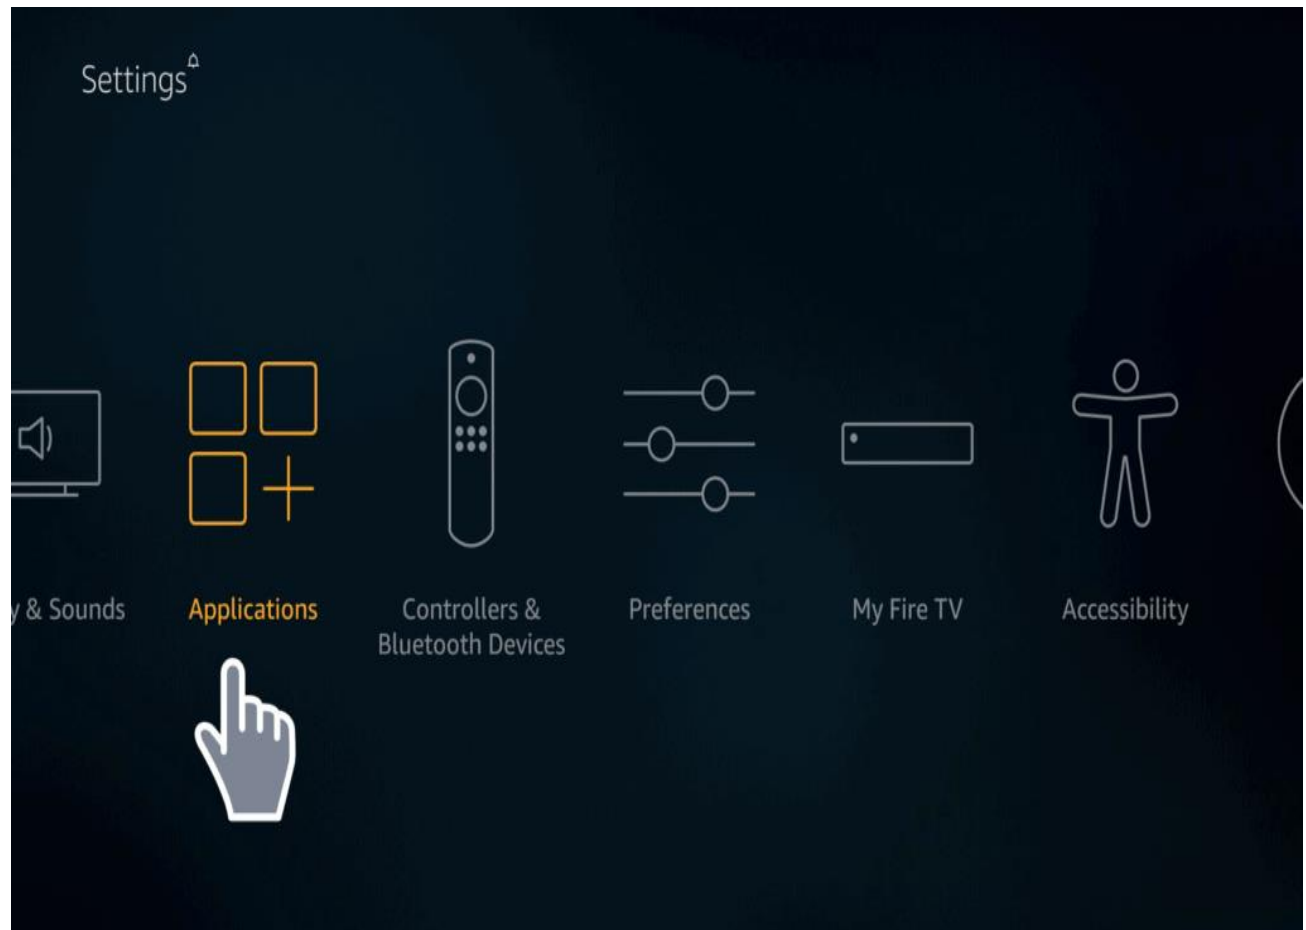 Settings
y & Sounds
Applications
Controllers &
Bluetooth Devices
Preferences
My Fire TV
Accessibility